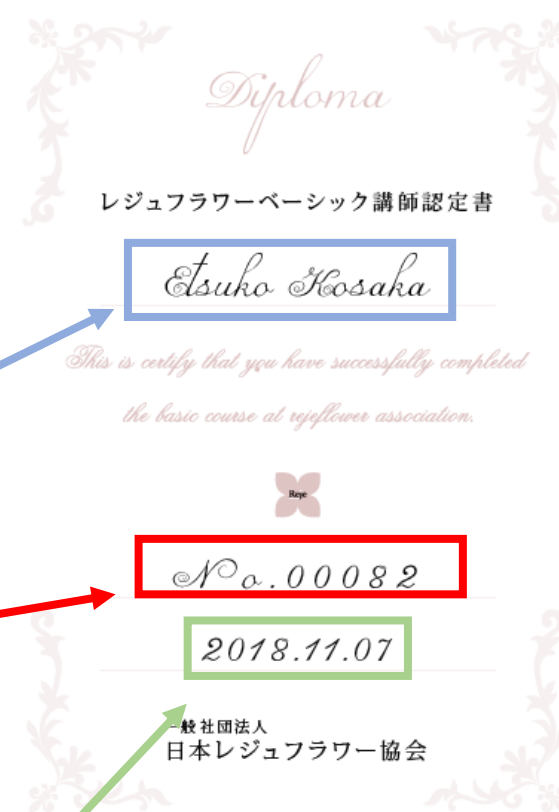 Diploma
レジュフラワーベーシック講師認定書
Etsuko Kosaka
This is certify that you have successfully completed
the basic course at rejeflower association.
Reje
No.00082
2018.11.07
一般社団法人
日本レジュフラワー協会